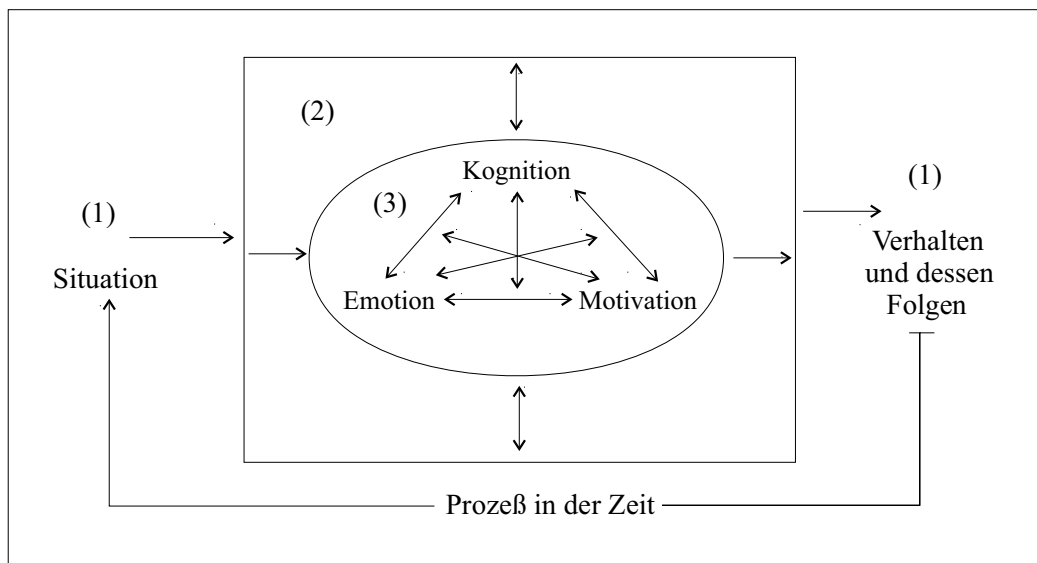 (2)
Kognition
(3)
(1)
(1)
Situation
Emotion
Motivation
Verhalten
und dessen
Folgen
Prozeß in der Zeit